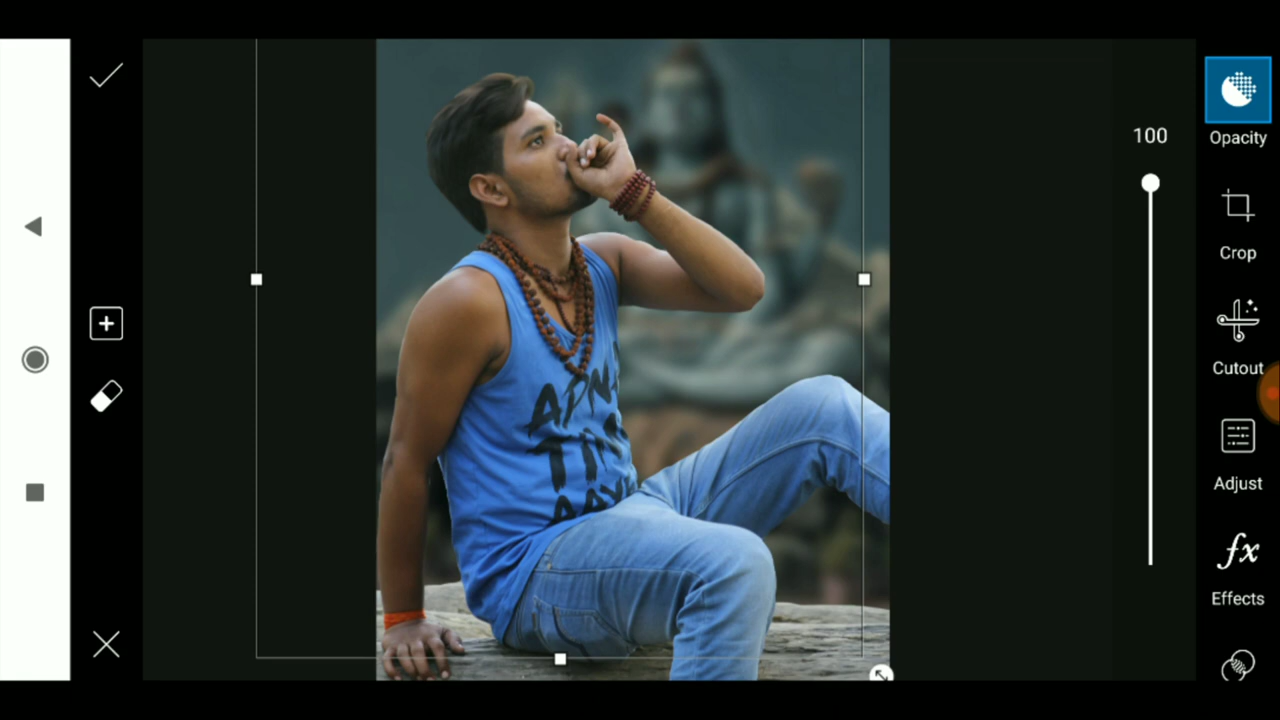 100
Opacity
Crop
Cutout
Adjust
fx
Effects
APNA
TIM
AAY